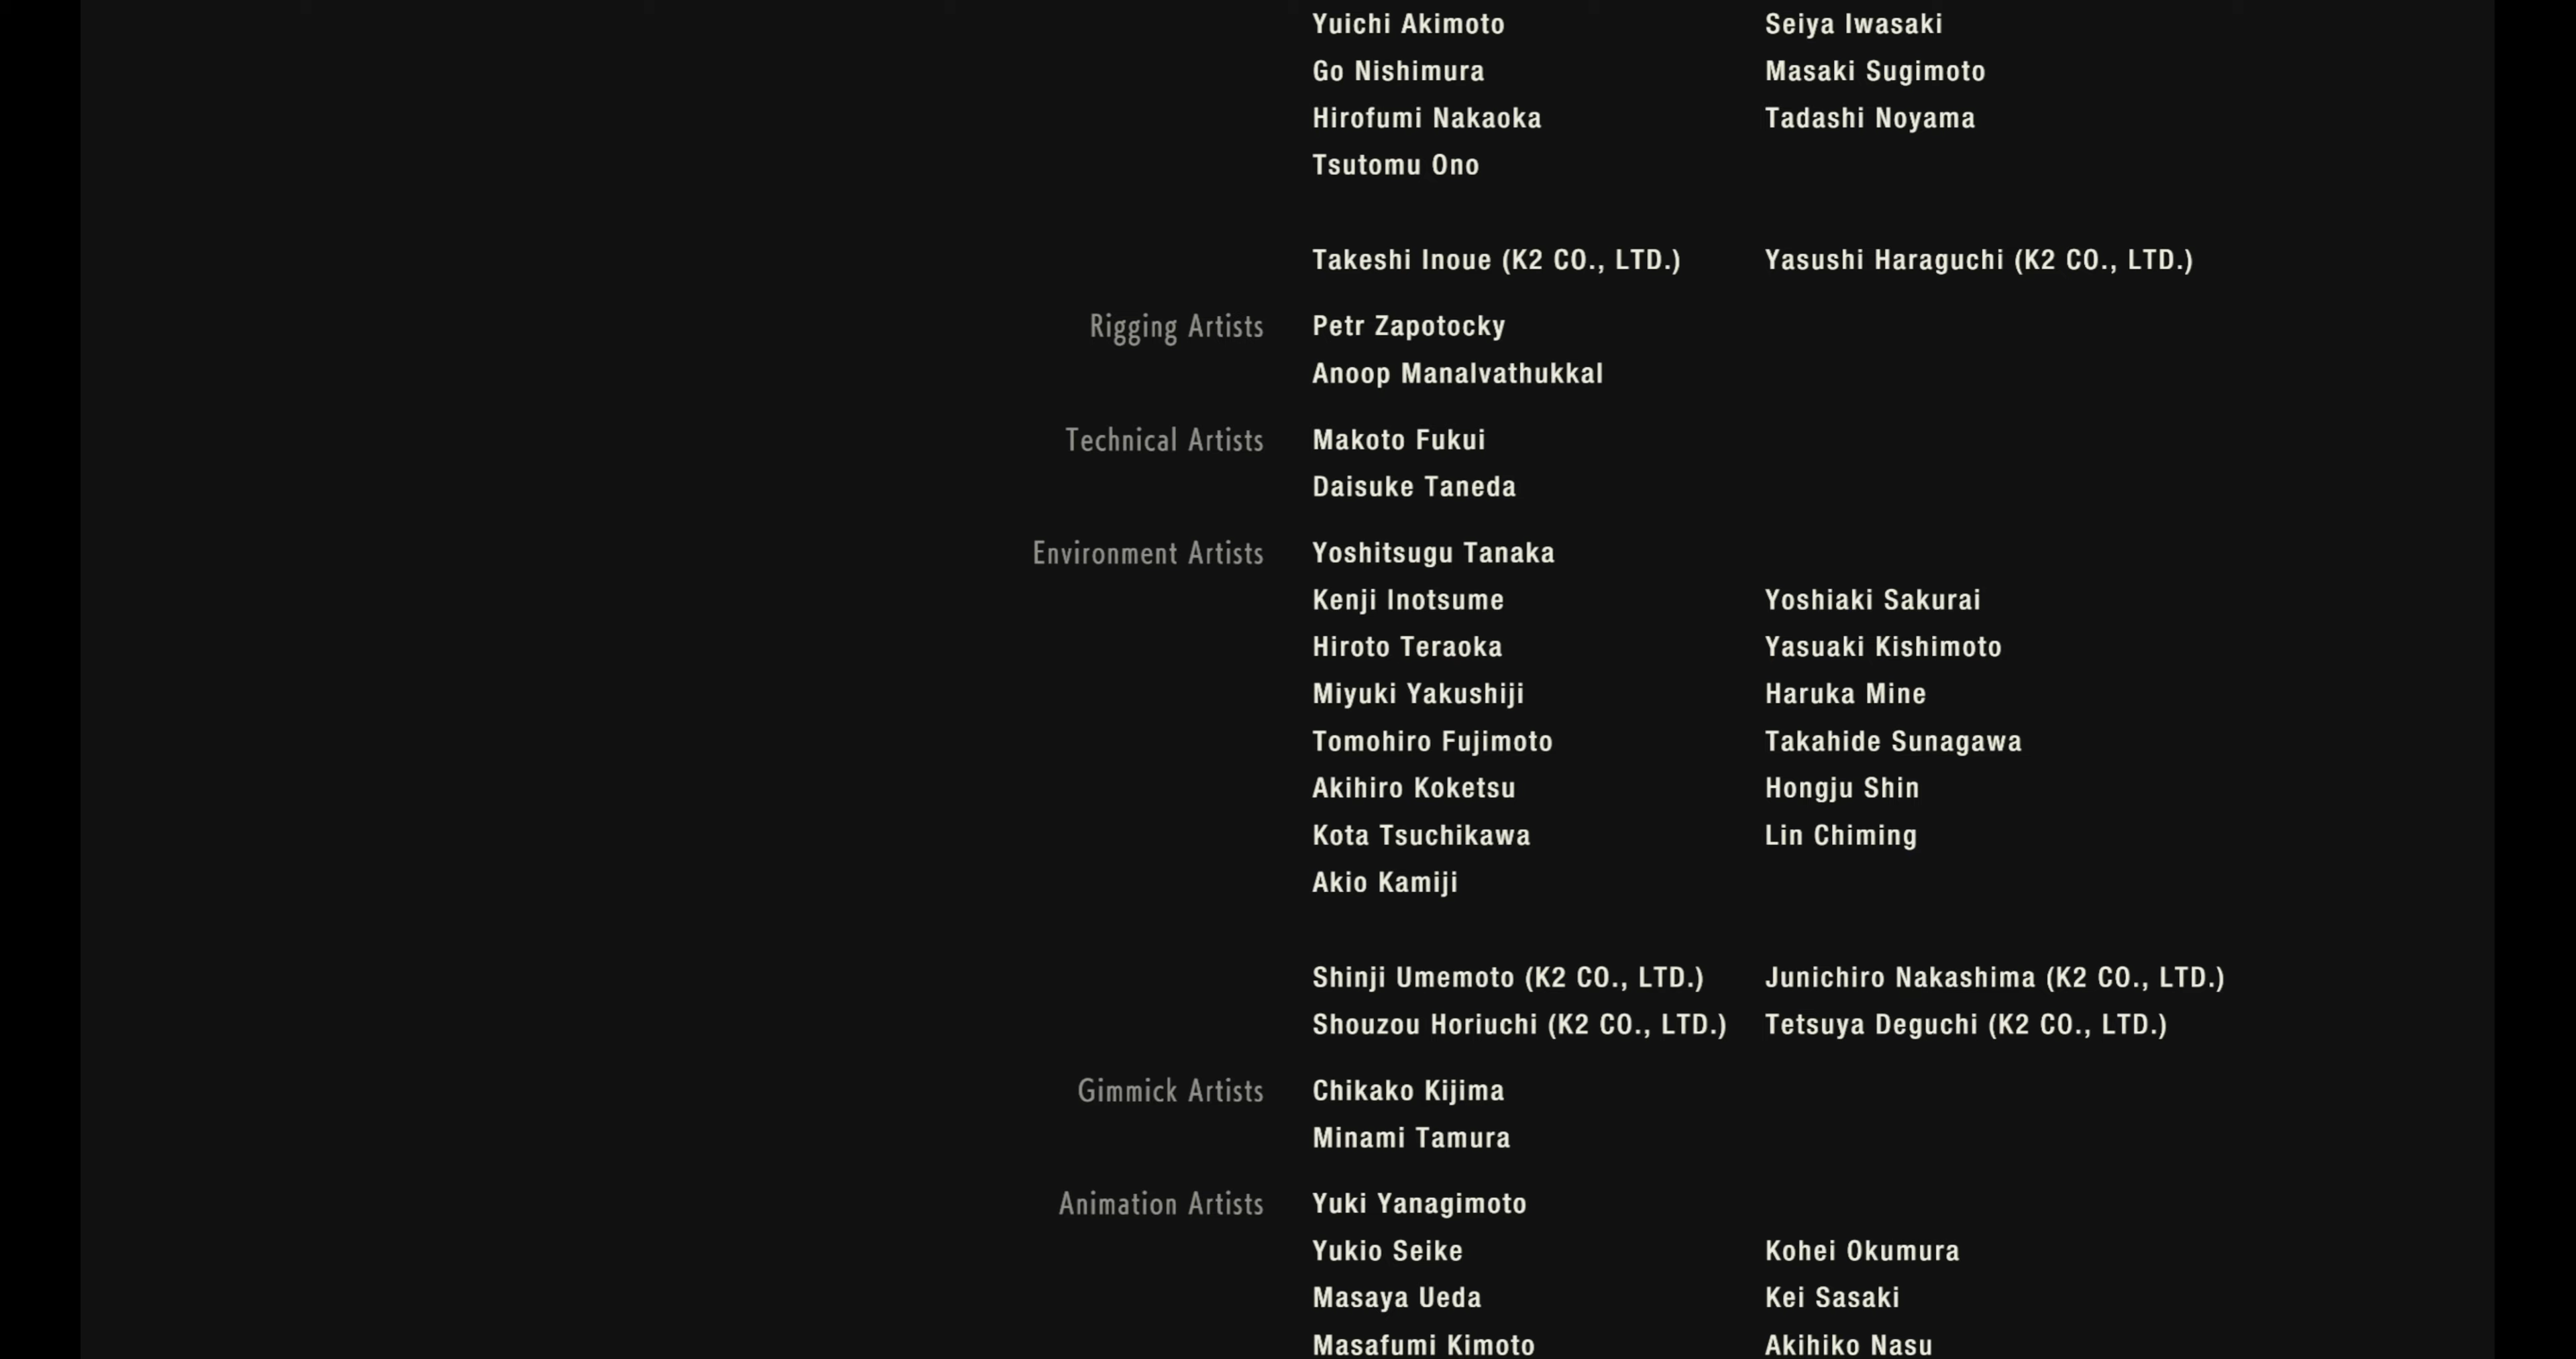 Yuichi Akimoto Seiya Iwasaki
Go Nishimura Masaki Sugimoto
Hirofumi Nakaoka Tadashi Noyama
Tsutomu Ono
Takeshi Inoue (K2 CO., LTD.) Yasushi Haraguchi (K2 CO., LTD.)
Rigging Artists Petr Zapotocky
Anoop Manalvathukkal
Technical Artists Makoto Fukui
Daisuke Taneda
Environment Artists Yoshitsugu Tanaka
Kenji Inotsume Yoshiaki Sakurai
Hiroto Teraoka Yasuaki Kishimoto
Miyuki Yakushiji Haruka Mine
Tomohiro Fujimoto Takahide Sunagawa
Akihiro Koketsu Hongju Shin
Kota Tsuchikawa Lin Chiming
Akio Kamiji
Shinji Umemoto (K2 CO., LTD.) Junichiro Nakashima (K2 CO., LTD.)
Shouzou Horiuchi (K2 CO., LTD.) Tetsuya Deguchi (K2 CO., LTD.)
Gimmick Artists Chikako Kijima
Minami Tamura
Animation Artists Yuki Yanagimoto
Yukio Seike Kohei Okumura
Masaya Ueda Kei Sasaki
Masafumi Kimoto Akihiko Nasu